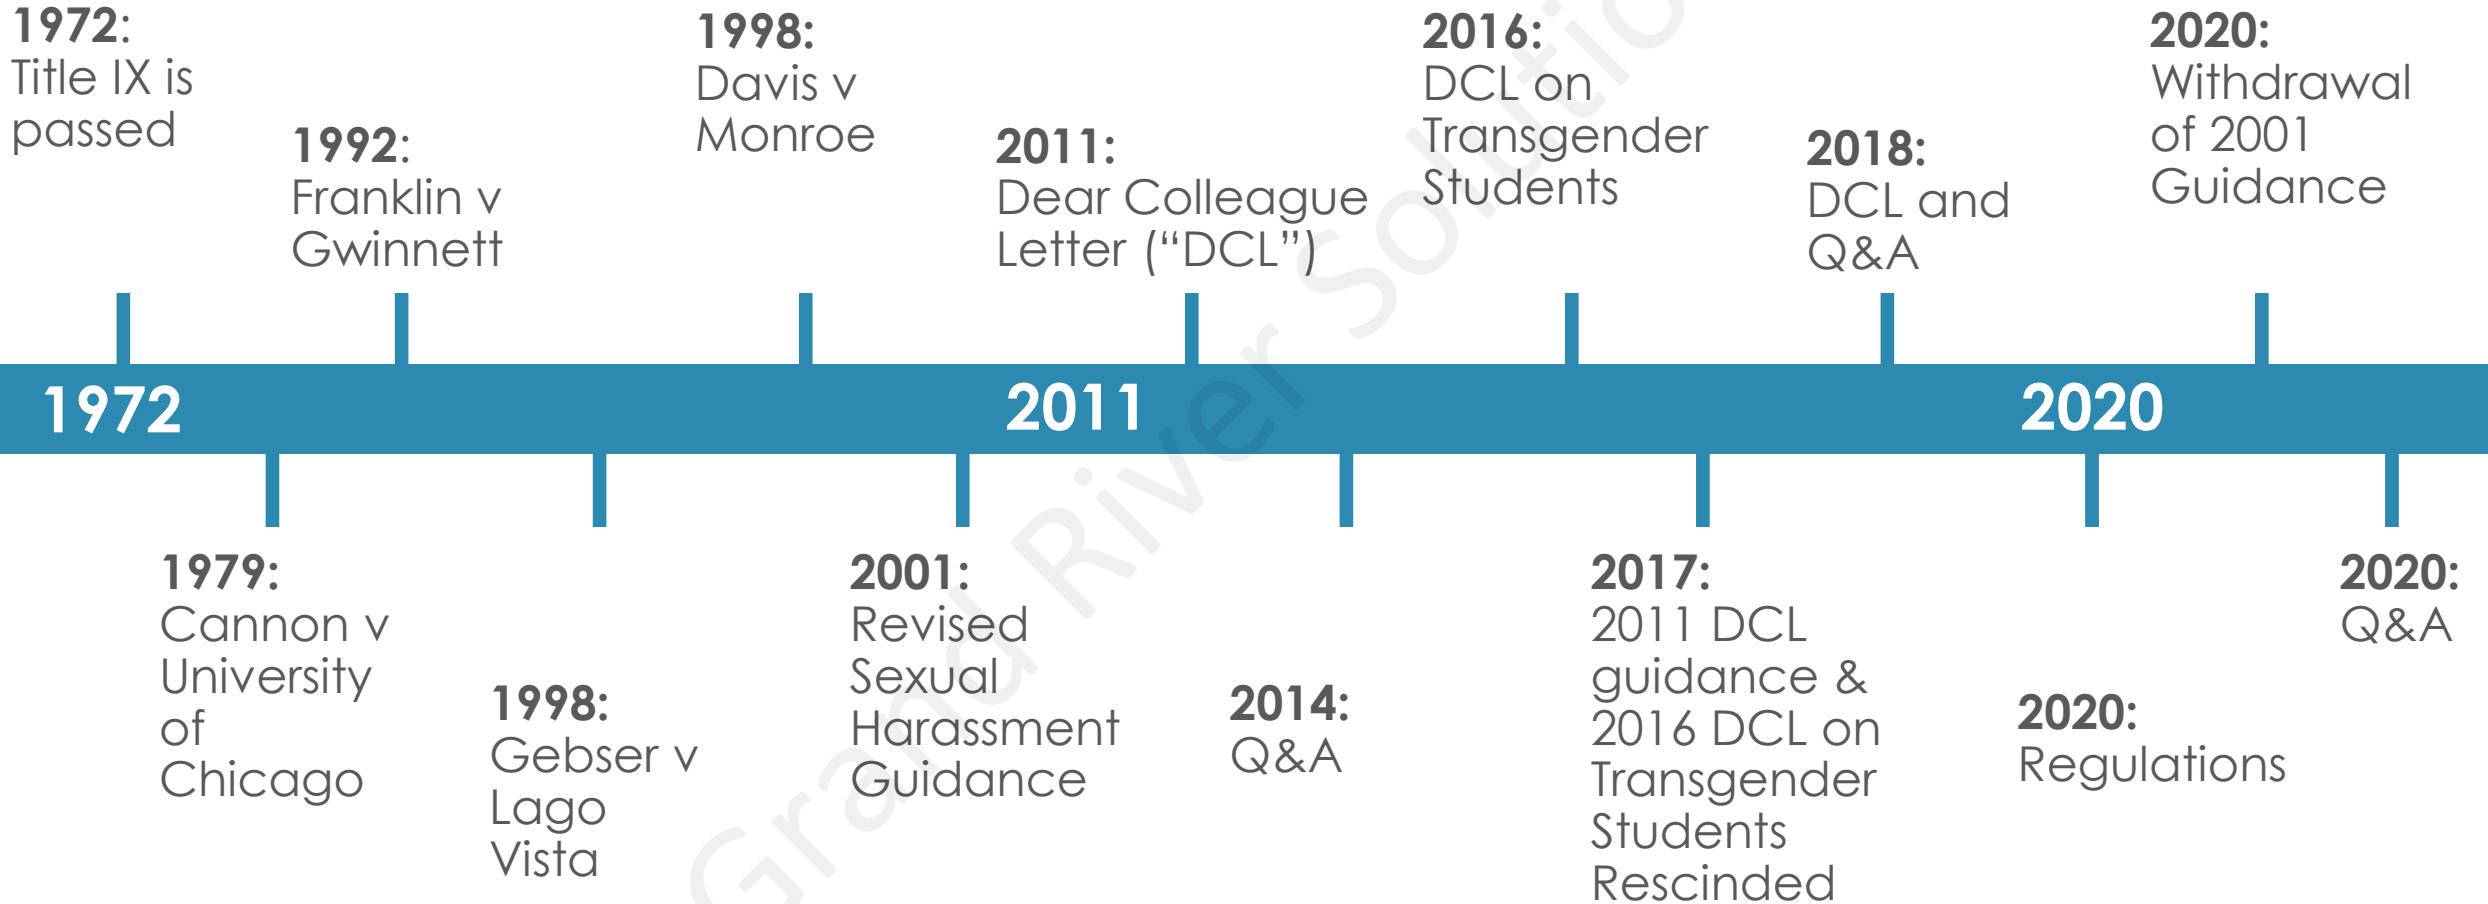 1972:
Title IX is
passed
1992:
Franklin v
Gwinnett
1998:
Davis v
Monroe
2011:
Dear Colleague
Letter (“DCL”)
2016:
DCL on
Transgender
Students
2018:
DCL and
Q&A
2020:
Withdrawal
of 2001
Guidance
1972
2011
2020
1979:
Cannon v
University
of
Chicago
1998:
Gebser v
Lago
Vista
2001:
Revised
Sexual
Harassment
Guidance
2014:
Q&A
2017:
2011 DCL
guidance &
2016 DCL on
Transgender
Students
Rescinded
2020:
Regulations
2020:
Q&A
Grand River Solutio